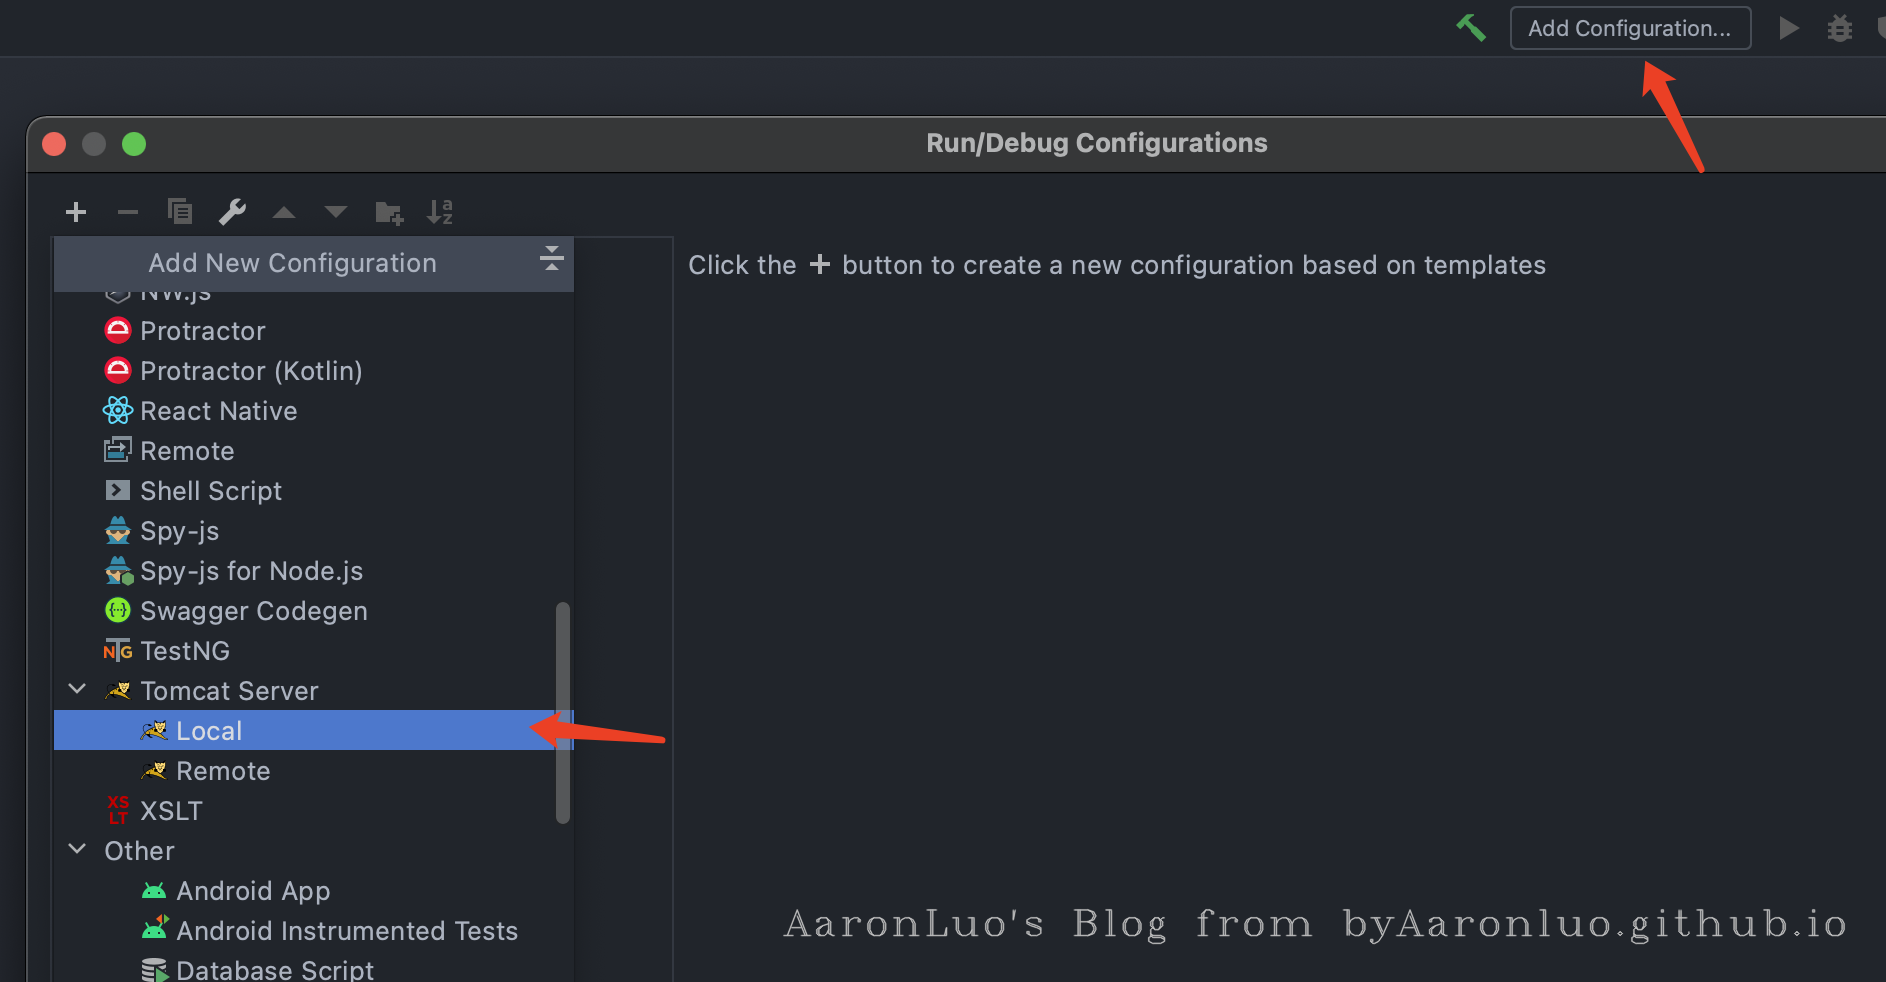 Add Configuration...
Run/Debug Configurations
Add New Configuration
Click the + button to create a new configuration based on templates
NW.js
Protractor
Protractor (Kotlin)
React Native
Remote
Shell Script
Spy-js
Spy-js for Node.js
Swagger Codegen
TestNG
Tomcat Server
Local
Remote
XSLT
Other
Android App
Android Instrumented Tests
Database Script
AaronLuo's Blog from byAaronluo.github.io